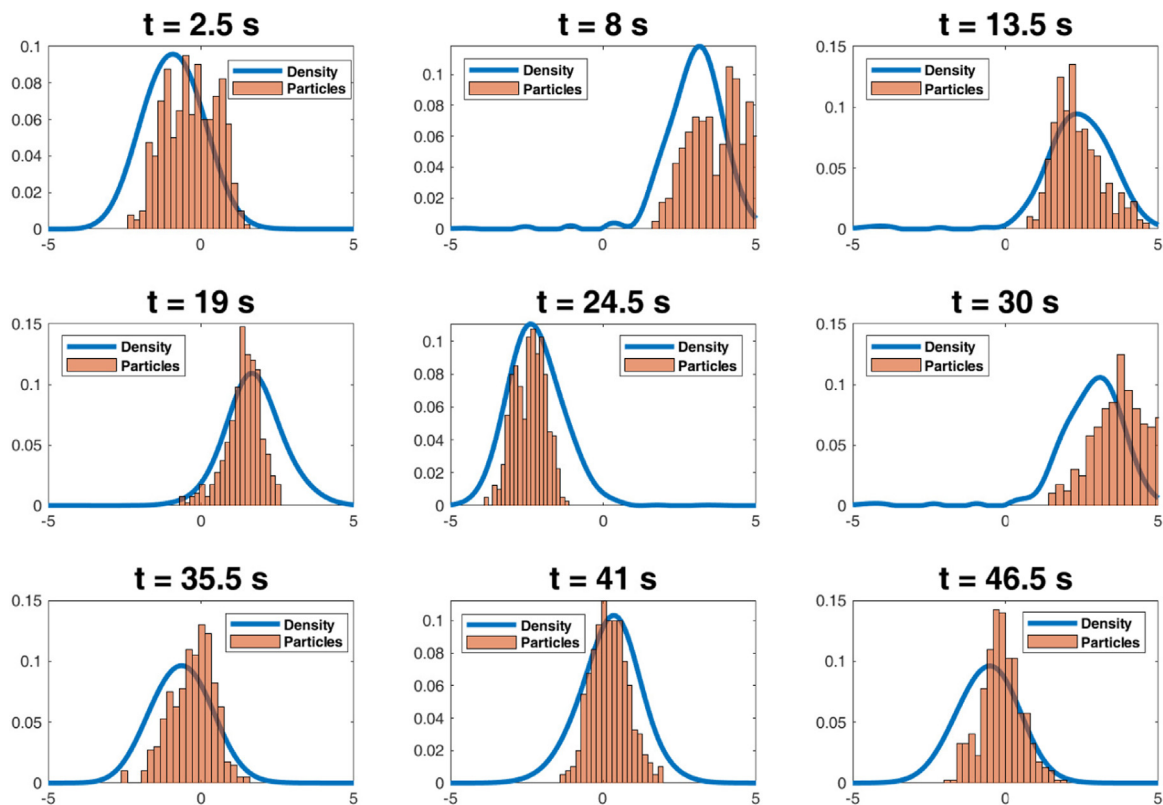 t = 2.5 s
t = 8 s
t = 13.5 s
0.1
0.08
0.06
0.04
0.02
0
-5
0
5
Density
Particles
0.1
0.08
0.06
0.04
0.02
0
-5
0
5
Density
Particles
0.15
0.1
0.05
0
-5
0
5
Density
Particles
t = 19 s
t = 24.5 s
t = 30 s
0.15
0.1
0.05
0
-5
0
5
Density
Particles
0.1
0.08
0.06
0.04
0.02
0
-5
0
5
Density
Particles
0.15
0.1
0.05
0
-5
0
5
Density
Particles
t = 35.5 s
t = 41 s
t = 46.5 s
0.15
0.1
0.05
0
-5
0
5
Density
Particles
0.1
0.08
0.06
0.04
0.02
0
-5
0
5
Density
Particles
0.15
0.1
0.05
0
-5
0
5
Density
Particles